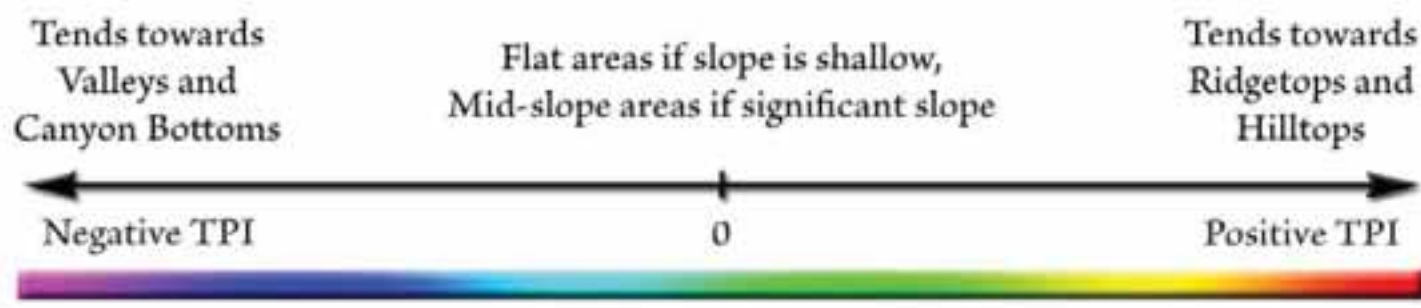 Tends towards
Valleys and
Canyon Bottoms
Flat areas if slope is shallow,
Mid-slope areas if significant slope
Tends towards
Ridgetops and
Hilltops
Negative TPI
0
Positive TPI